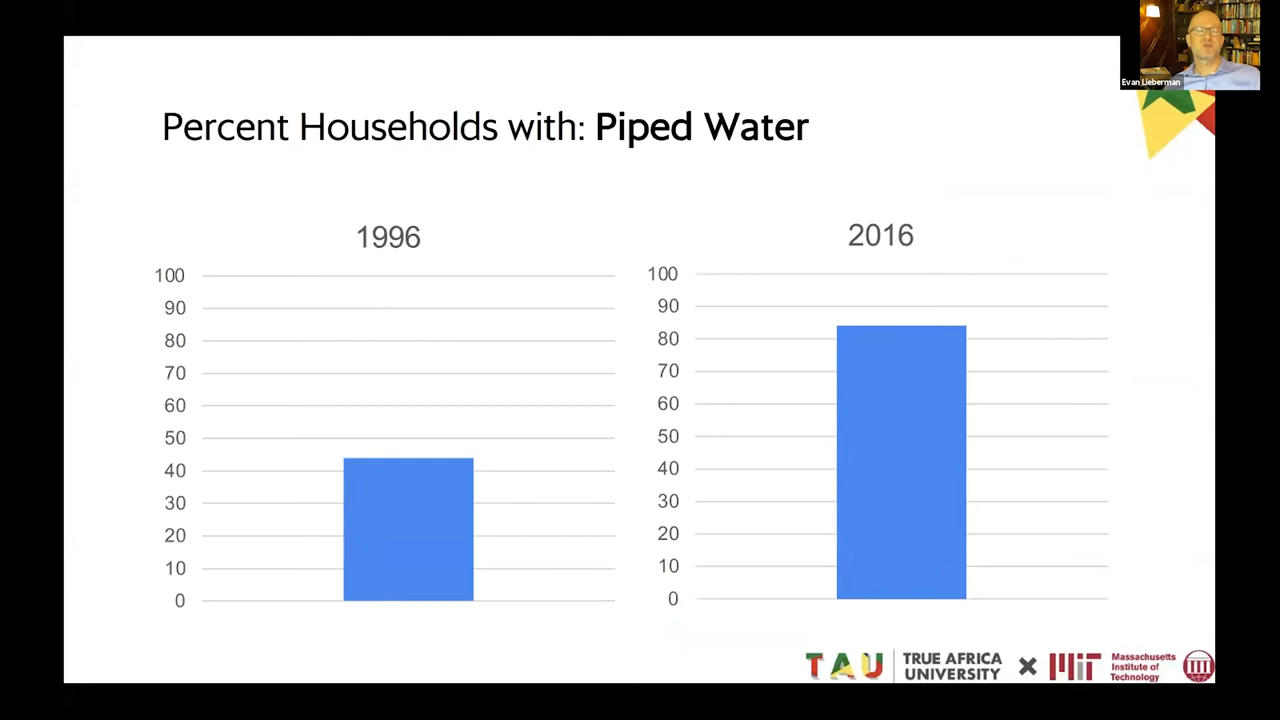 Evan Lieberman
Percent Households with: Piped Water
1996
100
90
80
70
60
50
40
30
20
10
0
2016
100
90
80
70
60
50
40
30
20
10
0
TAU
TRUE AFRICA
UNIVERSITY
MIT
Massachusetts
Institute of
Technology